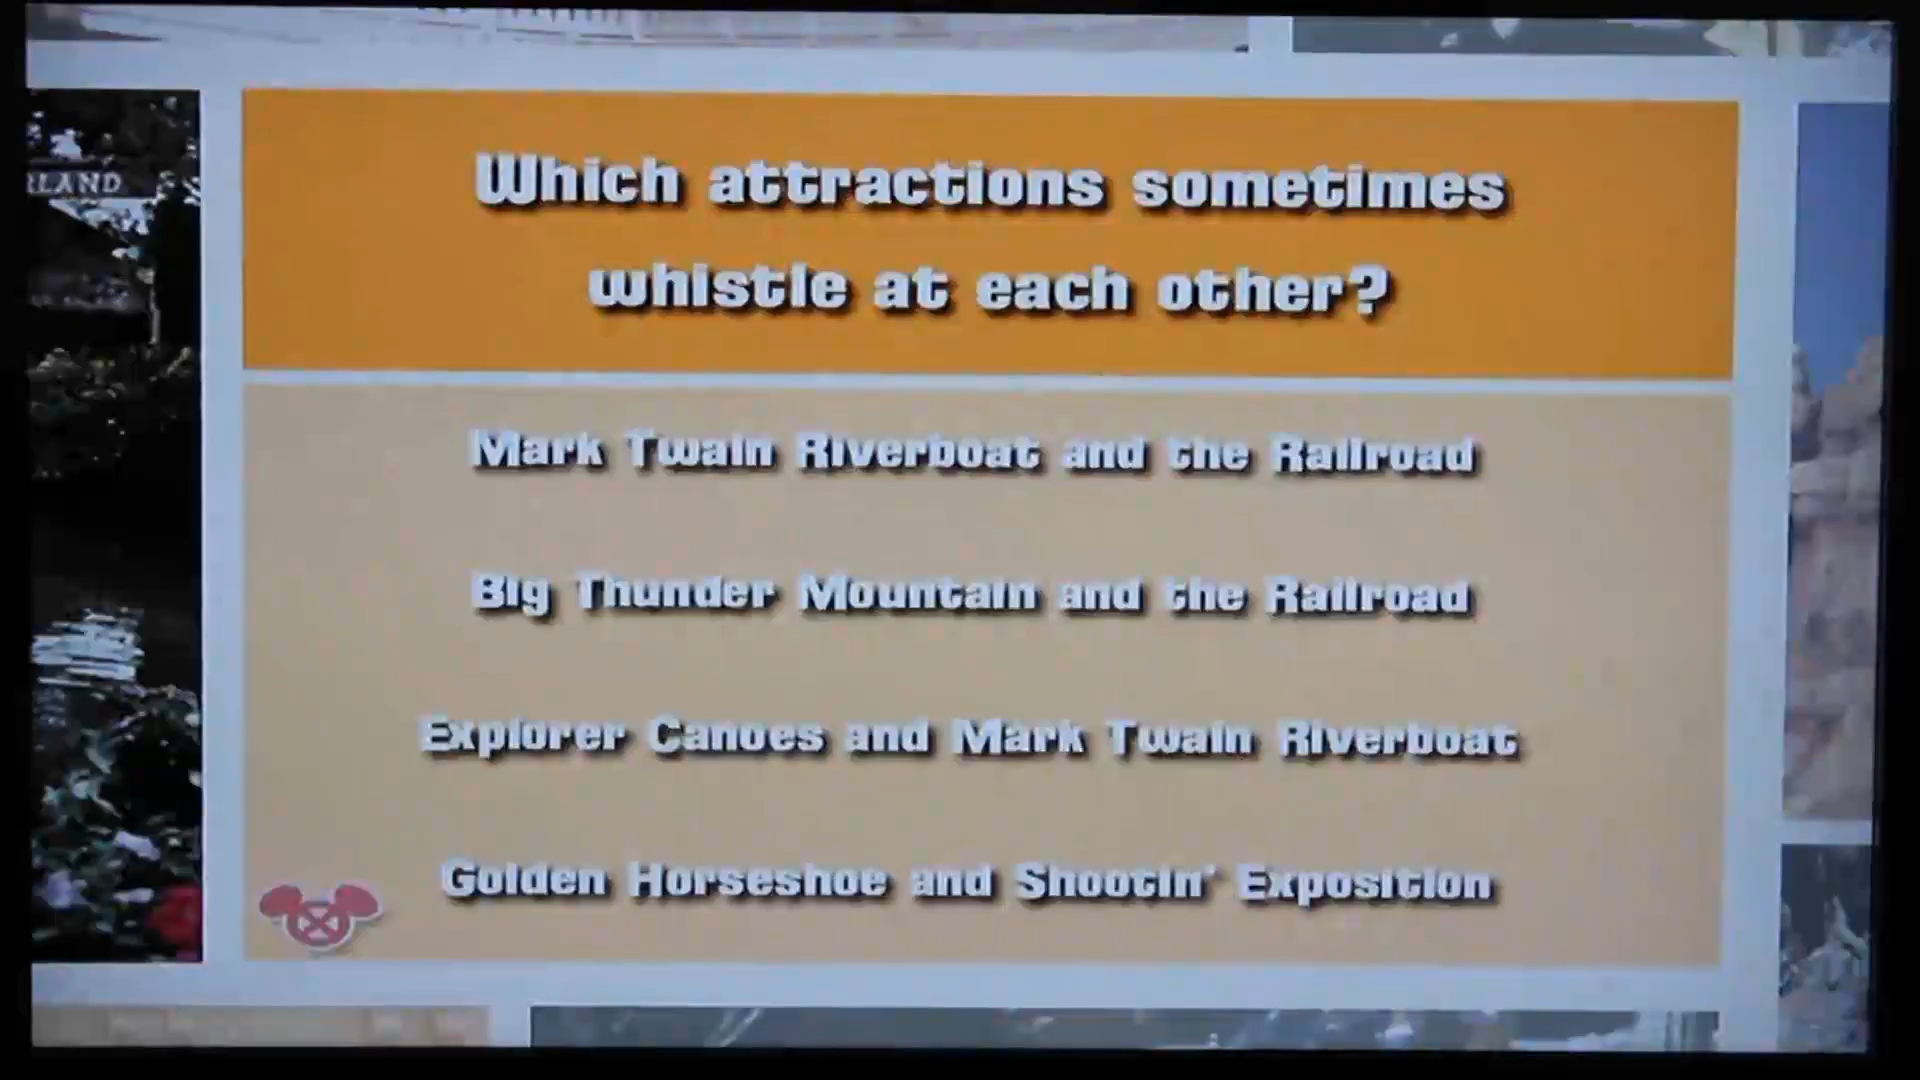 RLAND
Which attractions sometimes
whistle at each other?
Mark Twain Riverboat and the Railroad
Big Thunder Mountain and the Railroad
Explorer Canoes and Mark Twain Riverboat
Golden Horseshoe and Shootin' Exposition